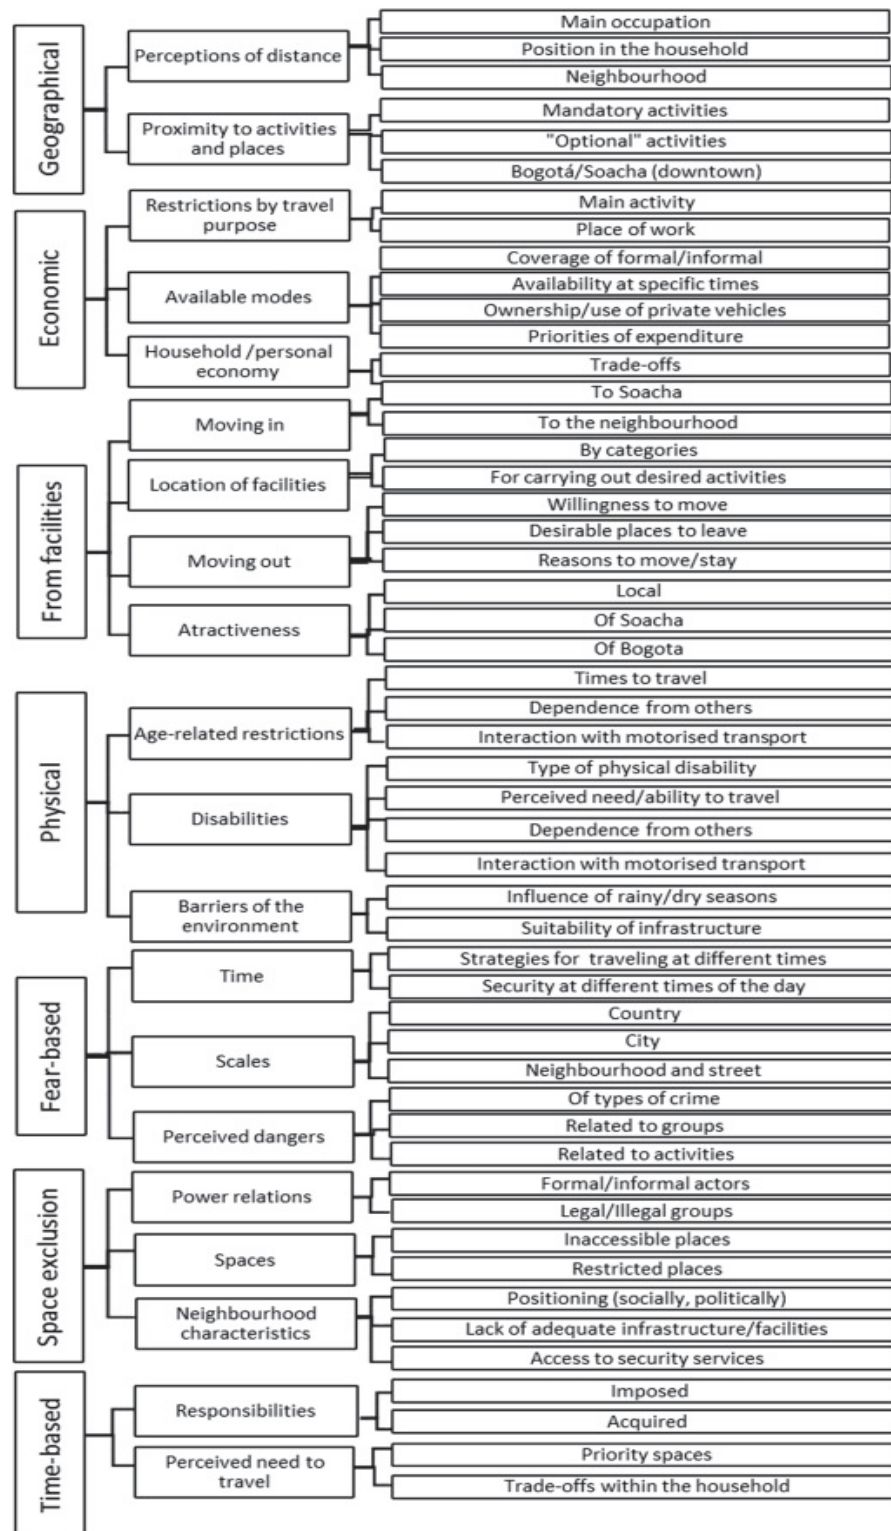 Geographical
Perceptions of distance
Main occupation
Position in the household
Neighbourhood
Proximity to activities
and places
Mandatory activities
"Optional" activities
Bogotá/Soacha (downtown)
Economic
Restrictions by travel
purpose
Main activity
Place of work
Available modes
Coverage of formal/informal
Availability at specific times
Ownership/use of private vehicles
Household /personal
economy
Priorities of expenditure
Trade-offs
From facilities
Moving in
To Soacha
To the neighbourhood
Location of facilities
By categories
For carrying out desired activities
Moving out
Willingness to move
Desirable places to leave
Reasons to move/stay
Atractiveness
Local
Of Soacha
Of Bogota
Physical
Age-related restrictions
Times to travel
Dependence from others
Interaction with motorised transport
Disabilities
Type of physical disability
Perceived need/ability to travel
Dependence from others
Interaction with motorised transport
Barriers of the
environment
Influence of rainy/dry seasons
Suitability of infrastructure
Fear-based
Time
Strategies for traveling at different times
Security at different times of the day
Scales
Country
City
Neighbourhood and street
Perceived dangers
Of types of crime
Related to groups
Related to activities
Space exclusion
Power relations
Formal/informal actors
Legal/Illegal groups
Spaces
Inaccessible places
Restricted places
Neighbourhood
characteristics
Positioning (socially, politically)
Lack of adequate infrastructure/facilities
Access to security services
Time-based
Responsibilities
Imposed
Acquired
Perceived need to
travel
Priority spaces
Trade-offs within the household